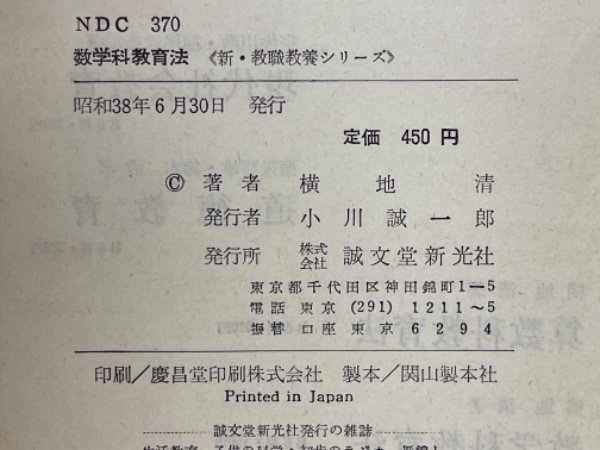 NDC 370
数学科教育法 《新・教職教養シリーズ》
昭和38年6月30日 発行
定価 450円
© 著者 横地清
発行者 小川誠一郎
発行所 株式会社 誠文堂新光社
東京都千代田区神田錦町1―5
電話 東京 (291) 1211~5
振替 口座 東京 6294
印刷/慶昌堂印刷株式会社 製本/関山製本社
Printed in Japan
誠文堂新光社発行の雑誌